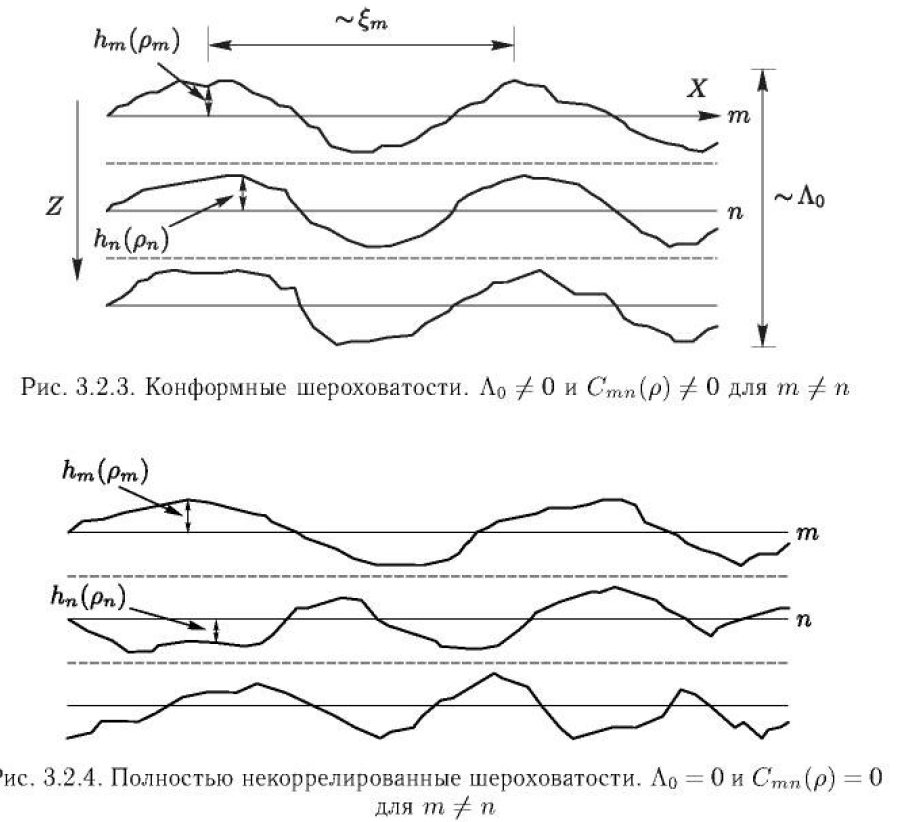 ~ξₘ
hₘ(ρₘ)
X
m
Z
n
~Λ₀
hₙ(ρₙ)
Рис. 3.2.3. Конформные шероховатости. Λ₀ ≠ 0 и Cₘₙ(ρ) ≠ 0 для m ≠ n
hₘ(ρₘ)
m
hₙ(ρₙ)
n
Рис. 3.2.4. Полностью некоррелированные шероховатости. Λ₀ = 0 и Cₘₙ(ρ) = 0
для m ≠ n